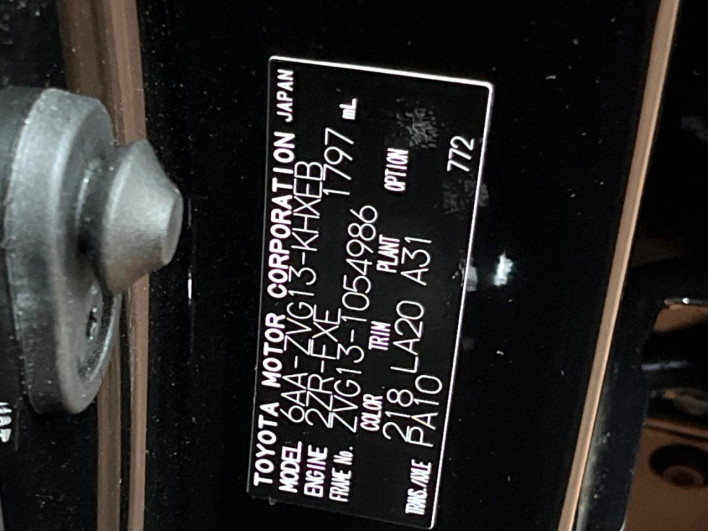 TOYOTA MOTOR CORPORATION JAPAN
MODEL 6AA-ZVG13-KHXEB
ENGINE 2ZR-FXE 1797 mL
FRAME No. ZVG13-1054986
COLOR TRIM PLANT OPTION
218 LA20 A31
TRANS./AXLE PA10 772